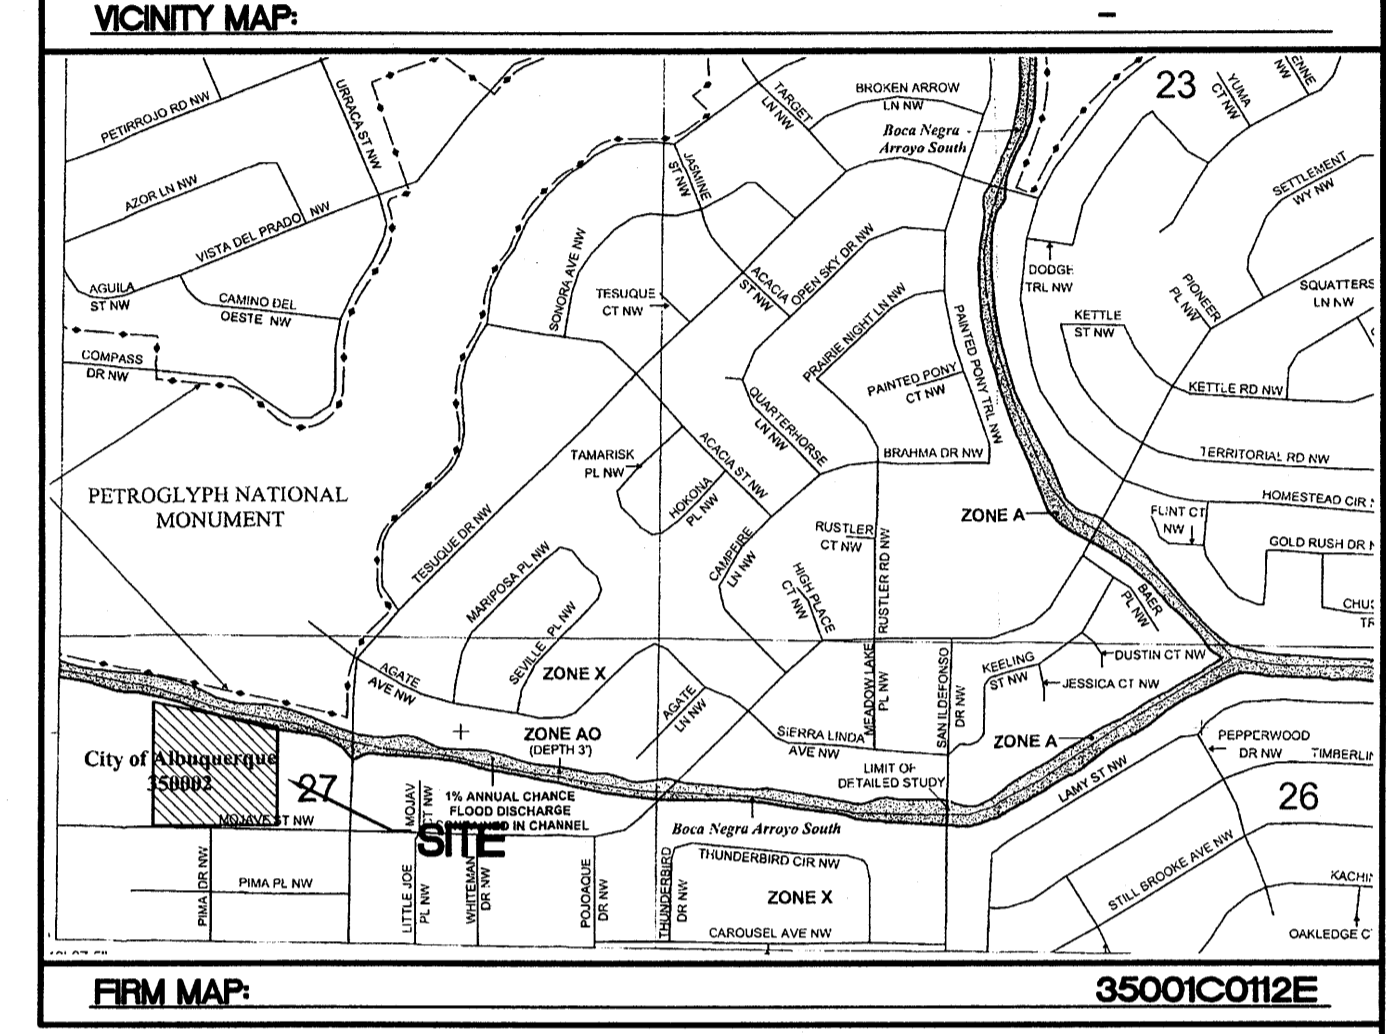 VICINITY MAP:
PETIRROJO RD NW
URRACA ST NW
AZOR LN NW
VISTA DEL PRADO NW
AGUILA
ST NW
CAMINO DEL
OESTE NW
COMPASS
DR NW
PETROGLYPH NATIONAL
MONUMENT
TARGET
LN NW
BROKEN ARROW
LN NW
Boca Negra
Arroyo South
23
YUMA
CT NW
ENNE
NW
SETTLEMENT
WY NW
JASMINE
ST NW
SONORA AVE NW
TESUQUE
CT NW
ACACIA
ST NW
OPEN SKY DR NW
PRAIRIE NIGHT LN NW
PAINTED PONY TRL NW
PAINTED PONY
CT NW
DODGE
TRL NW
PIONEER
PL NW
SQUATTERS
LN NW
KETTLE
ST NW
KETTLE RD NW
QUARTERHORSE
LN NW
BRAHMA DR NW
TERRITORIAL RD NW
HOMESTEAD CIR
TAMARISK
PL NW
ACACIA ST NW
HOKONA
PL NW
TESUQUE DR NW
ZONE A
FLINT CT
NW
GOLD RUSH DR
RUSTLER
CT NW
RUSTLER RD NW
CAMPFIRE
LN NW
HIGH PLACE
CT NW
MARIPOSA PL NW
SEVILLE PL NW
BAER
PL NW
CHU
TR
ZONE X
AGATE
AVE NW
AGATE
LN NW
MEADOW LAKE
PL NW
SAN ILDEFONSO
DR NW
KEELING
ST NW
DUSTIN CT NW
JESSICA CT NW
SIERRA LINDA
AVE NW
ZONE AO
(DEPTH 3')
ZONE A
LIMIT OF
DETAILED STUDY
PEPPERWOOD
DR NW
TIMBERLIN
LAMY ST NW
City of Albuquerque
350002
27
MOJAVE ST NW
MOJAV
CT NW
1% ANNUAL CHANCE
FLOOD DISCHARGE
CONTAINED IN CHANNEL
SITE
Boca Negra Arroyo South
26
THUNDERBIRD CIR NW
ZONE X
STILL BROOKE AVE NW
KACHIN
OAKLEDGE C
PIMA DR NW
PIMA PL NW
LITTLE JOE
PL NW
WHITEMAN
DR NW
POJOAQUE
DR NW
THUNDERBIRD
DR NW
CAROUSEL AVE NW
FIRM MAP:
35001C0112E